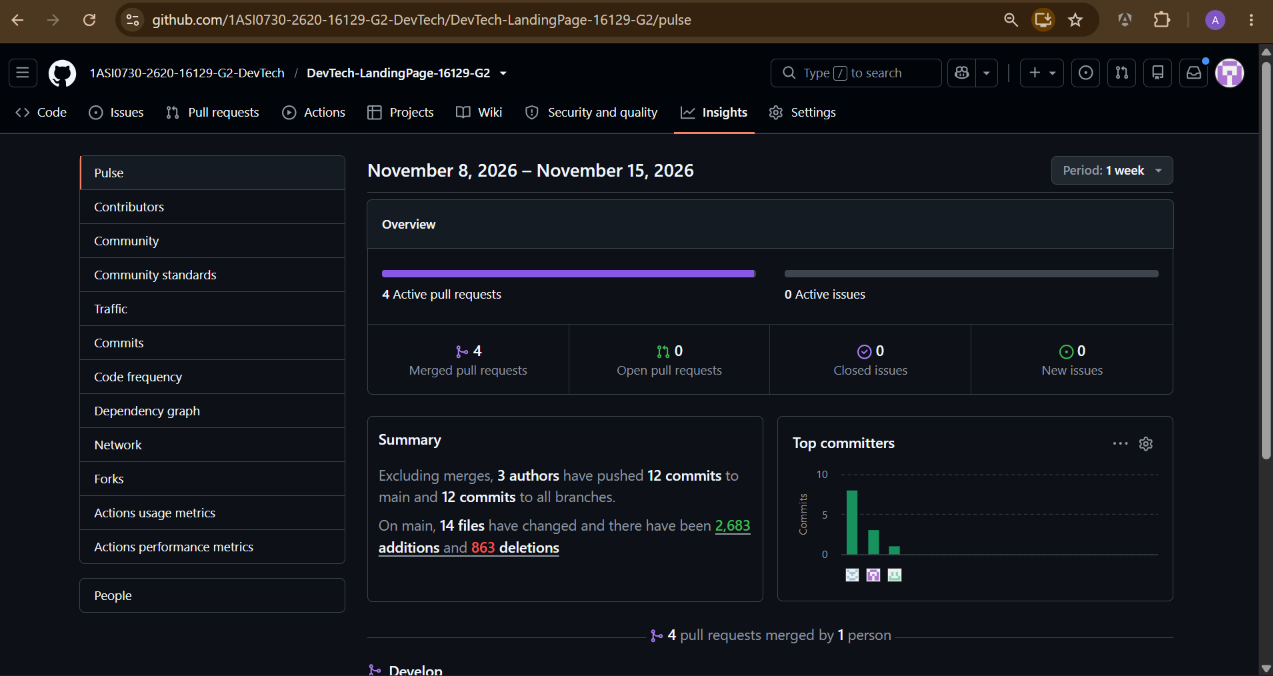 github.com/1ASI0730-2620-16129-G2-DevTech/DevTech-LandingPage-16129-G2/pulse
A
1ASI0730-2620-16129-G2-DevTech / DevTech-LandingPage-16129-G2
Type / to search
Code Issues Pull requests Actions Projects Wiki Security and quality Insights Settings
Pulse
Contributors
Community
Community standards
Traffic
Commits
Code frequency
Dependency graph
Network
Forks
Actions usage metrics
Actions performance metrics
People
November 8, 2026 – November 15, 2026
Period: 1 week
Overview
4 Active pull requests
0 Active issues
4
Merged pull requests
0
Open pull requests
0
Closed issues
0
New issues
Summary
Excluding merges, 3 authors have pushed 12 commits to
main and 12 commits to all branches.
On main, 14 files have changed and there have been 2,683
additions and 863 deletions
Top committers
Commits
10
5
0
4 pull requests merged by 1 person
Develop